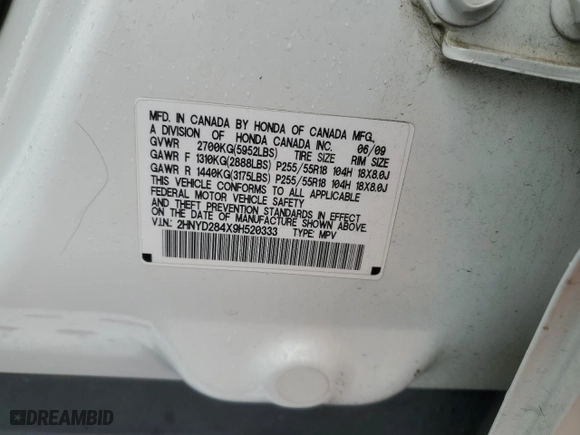 MFD. IN CANADA BY HONDA OF CANADA MFG.,
A DIVISION OF HONDA CANADA INC. 06/09
GVWR 2700KG(5952LBS) TIRE SIZE RIM SIZE
GAWR F 1310KG(2888LBS) P255/55R18 104H 18X8.0J
GAWR R 1440KG(3175LBS) P255/55R18 104H 18X8.0J
THIS VEHICLE CONFORMS TO ALL APPLICABLE
FEDERAL MOTOR VEHICLE SAFETY
AND THEFT PREVENTION STANDARDS IN EFFECT
ON THE DATE OF MANUFACTURE SHOWN ABOVE.
V.I.N.: 2HNYD284X9H520333 TYPE: MPV
DREAMBID